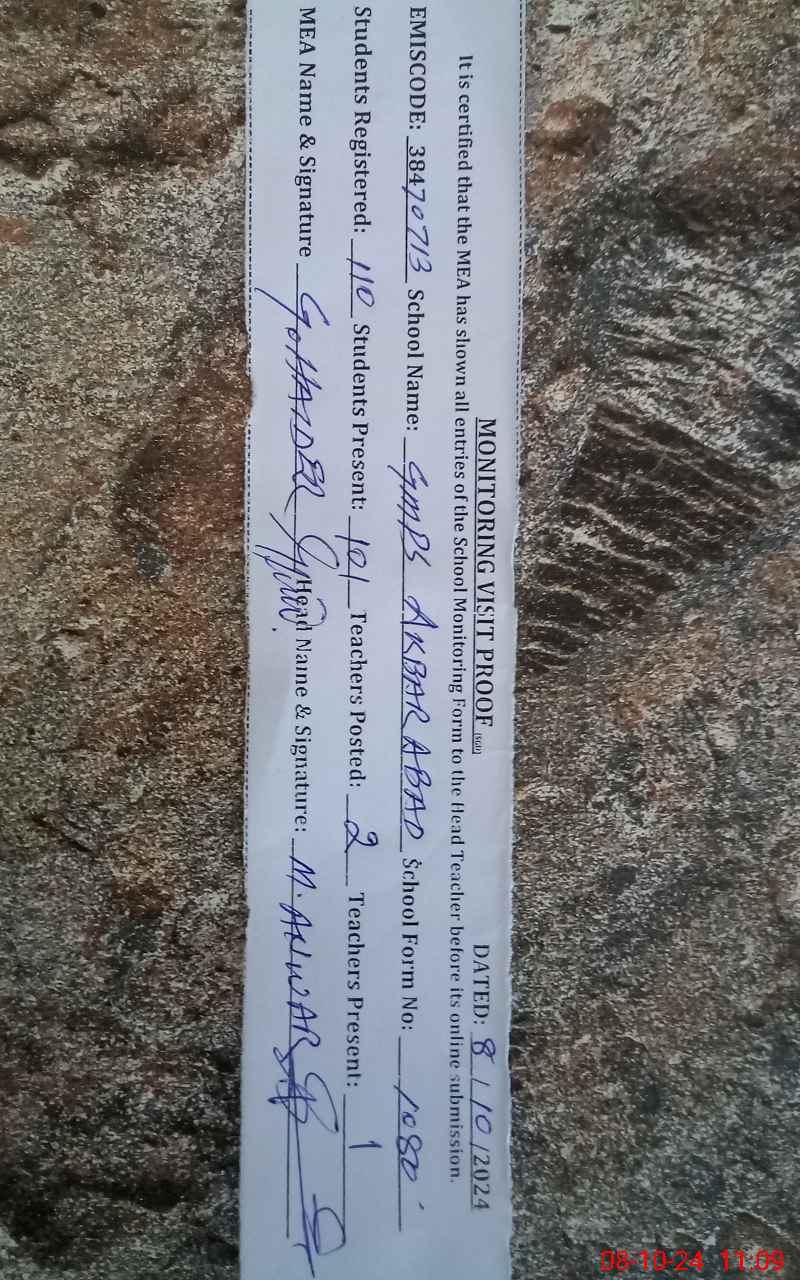 MONITORING VISIT PROOF (SGD) DATED: 8/10/2024
It is certified that the MEA has shown all entries of the School Monitoring Form to the Head Teacher before its online submission.
EMISCODE: 38470713 School Name: GMPS AKBARABAD School Form No: 1080
Students Registered: 110 Students Present: 101 Teachers Posted: 2 Teachers Present: 1
MEA Name & Signature Head Name & Signature: M. ANWAR
08-10-24 11:09